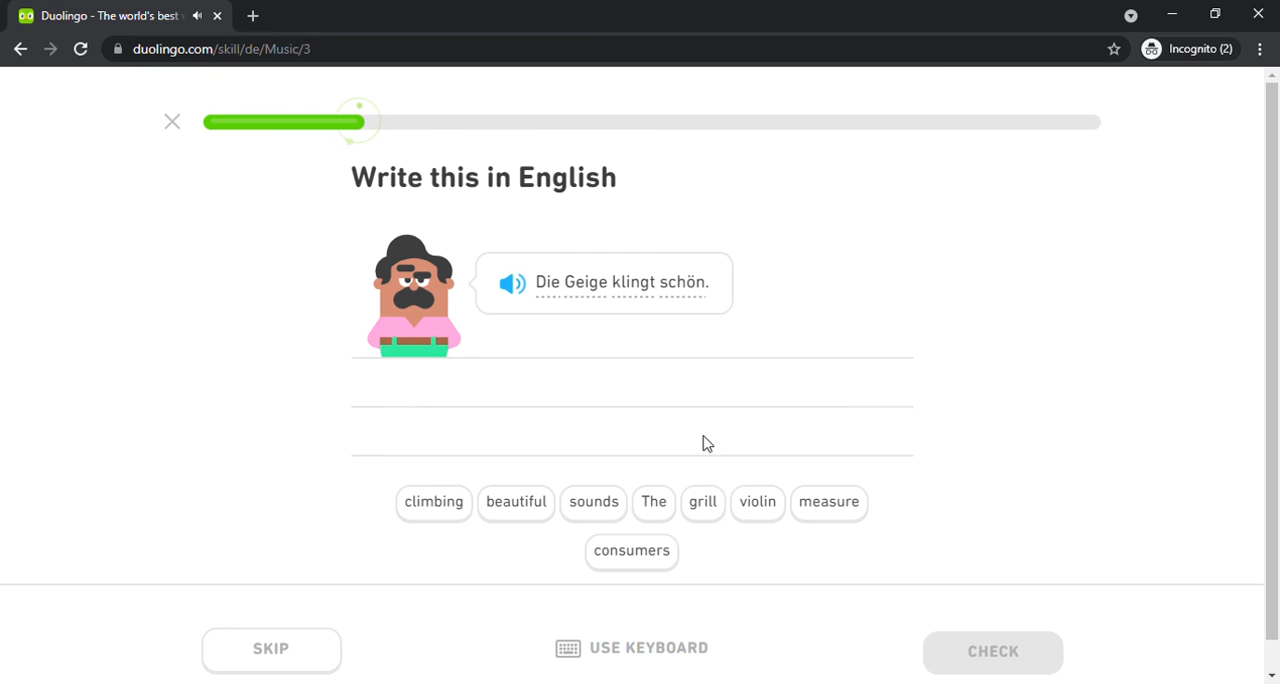 Duolingo - The world's best
duolingo.com/skill/de/Music/3
Incognito (2)
Write this in English
Die Geige klingt schön.
climbing beautiful sounds The grill violin measure
consumers
SKIP
USE KEYBOARD
CHECK